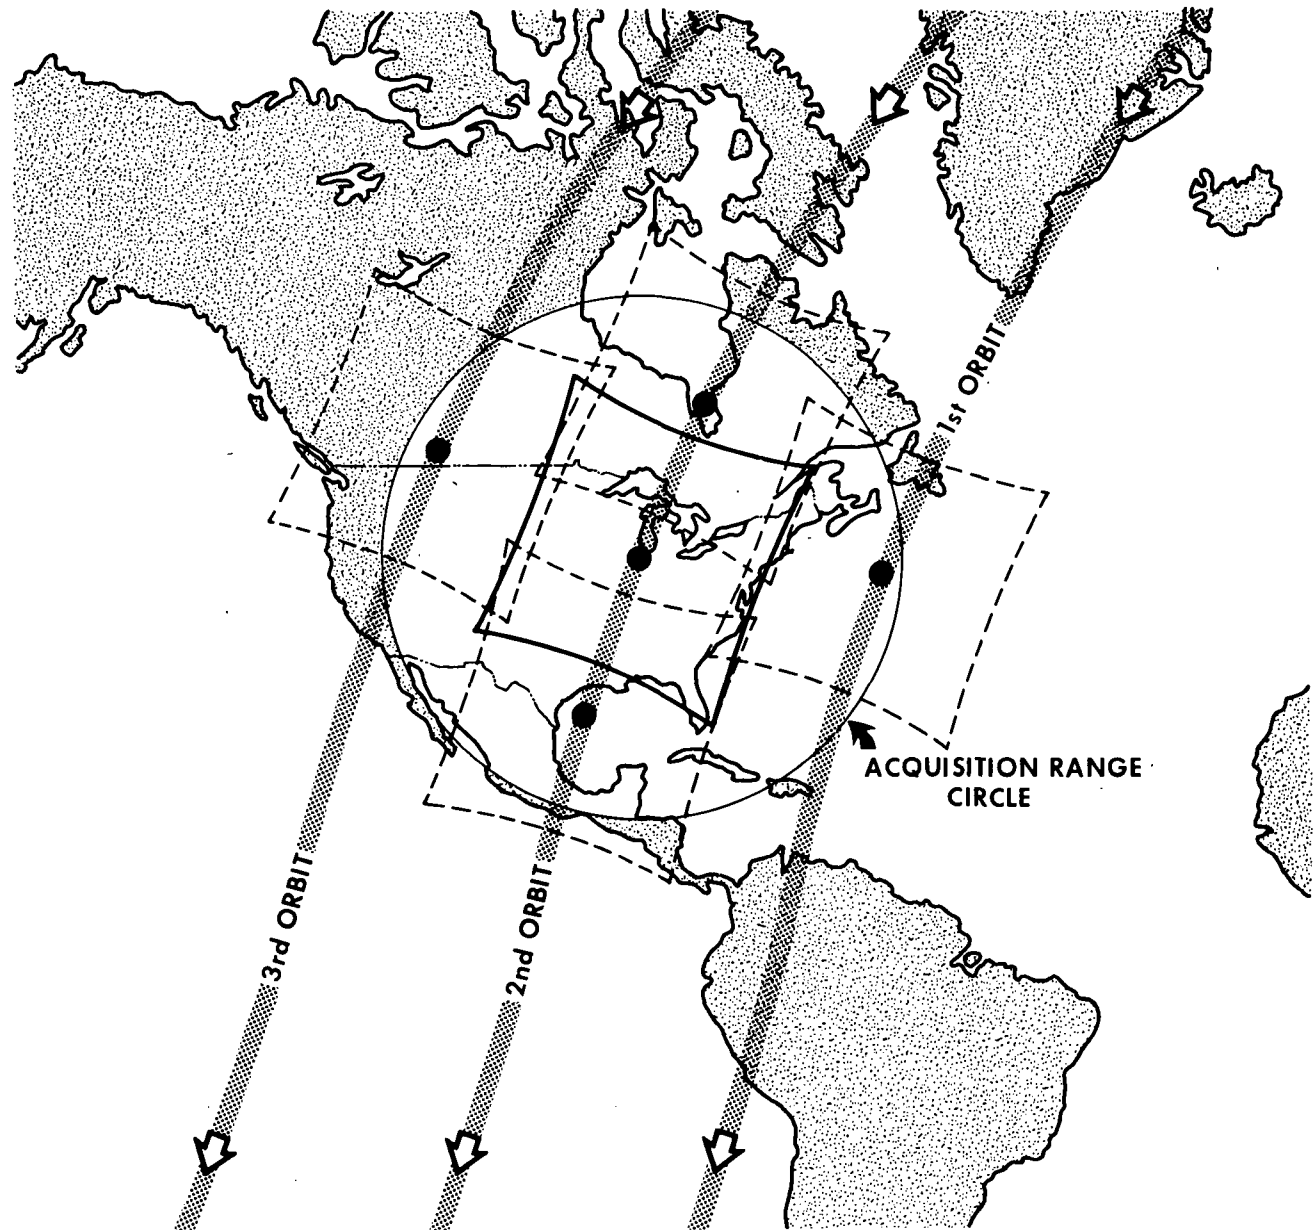 1st ORBIT
ACQUISITION RANGE
CIRCLE
3rd ORBIT
2nd ORBIT